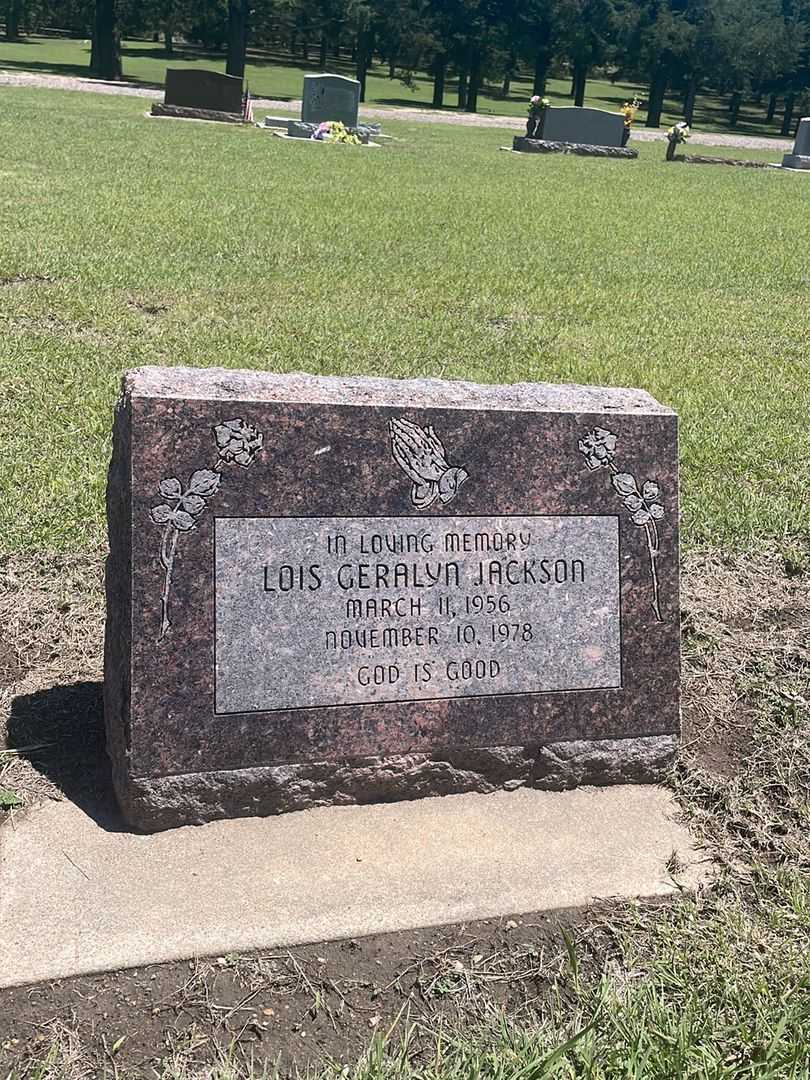 IN LOVING MEMORY
LOIS GERALYN JACKSON
MARCH 11, 1956
NOVEMBER 10, 1978
GOD IS GOOD